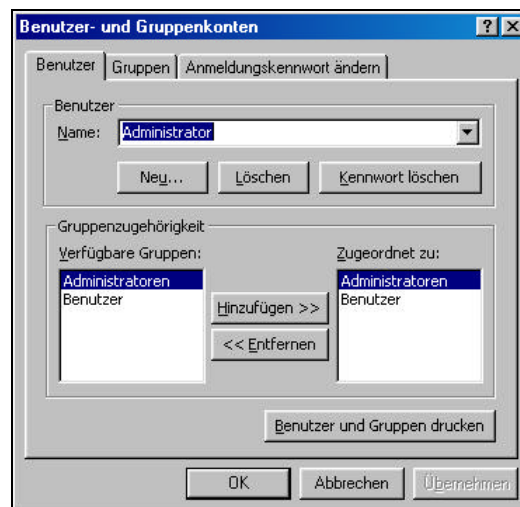 Benutzer- und Gruppenkonten
Benutzer Gruppen Anmeldungskennwort ändern
Benutzer
Name: Administrator
Neu... Löschen Kennwort löschen
Gruppenzugehörigkeit
Verfügbare Gruppen: Zugeordnet zu:
Administratoren Administratoren
Benutzer Benutzer
Hinzufügen >>
<< Entfernen
Benutzer und Gruppen drucken
OK Abbrechen Übernehmen